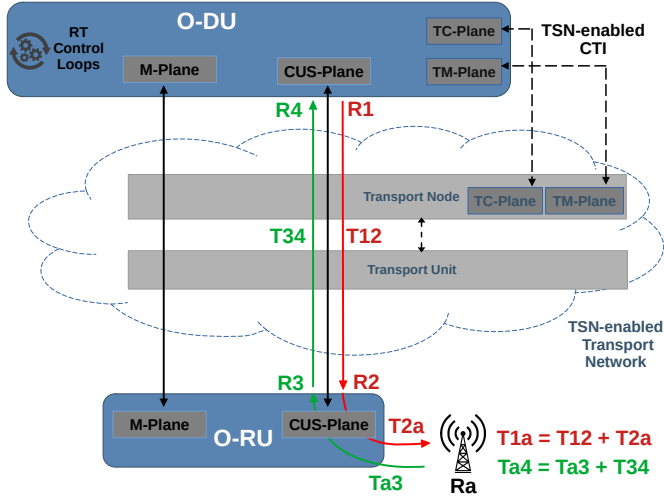 O-DU
RT
Control
Loops
M-Plane
CUS-Plane
TC-Plane
TM-Plane
TSN-enabled
CTI
R4
R1
Transport Node
TC-Plane
TM-Plane
T34
T12
Transport Unit
TSN-enabled
Transport
Network
R3
R2
M-Plane
O-RU
CUS-Plane
T2a
Ta3
Ra
T1a = T12 + T2a
Ta4 = Ta3 + T34